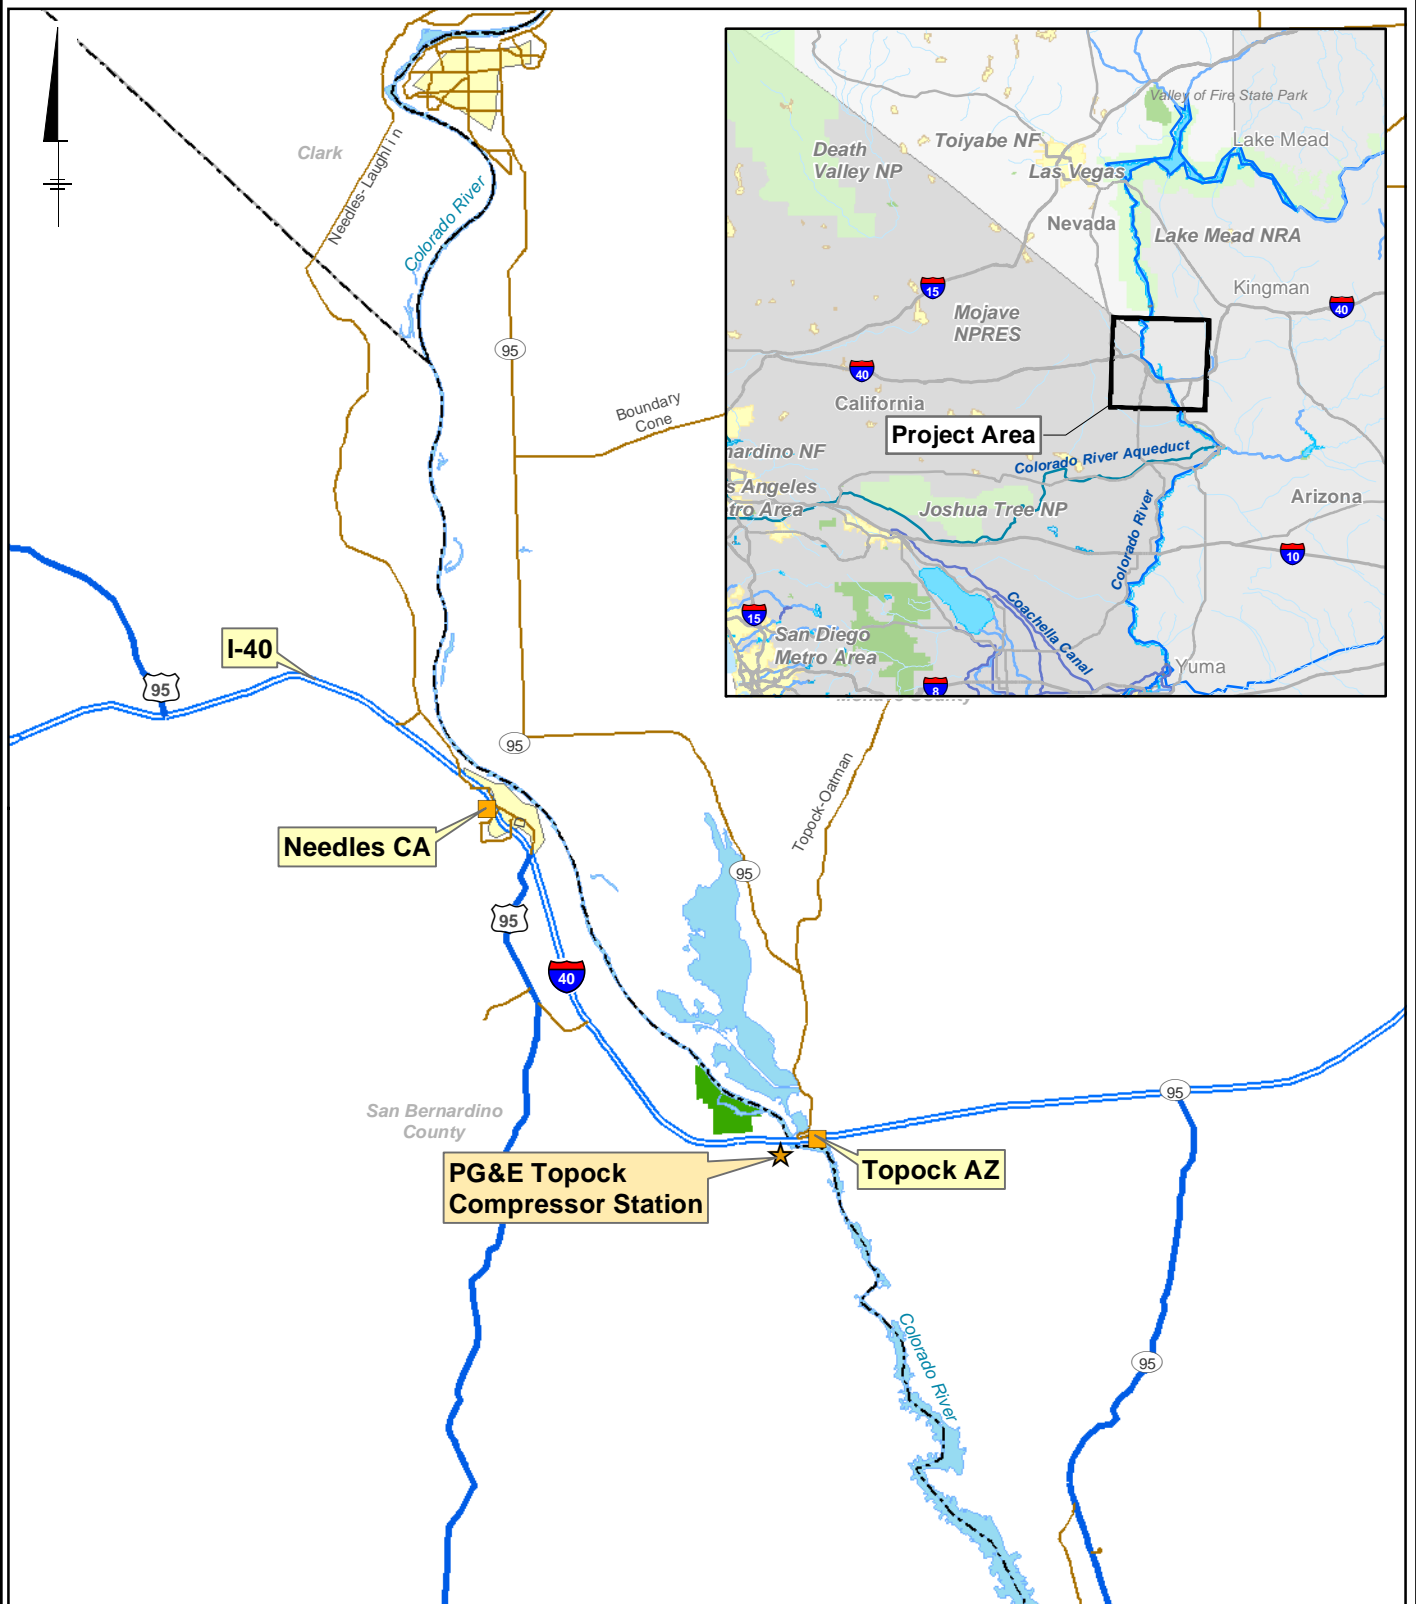 Clark
Needles- Laughl i n
Colorado River
95
Boundary
Cone
I-40
95
95
Needles CA
95
95
40
Topock-Oatman
San Bernardino
County
PG&E Topock
Compressor Station
Topock AZ
95
95
Colorado River
Valley of Fire State Park
Lake Mead
Toiyabe NF
Death
Valley NP
Las Vegas
Nevada
Lake Mead NRA
Kingman
15
40
Mojave
NPRES
40
California
Project Area
nardino NF
Colorado River Aqueduct
s Angeles
tro Area
Joshua Tree NP
Arizona
Colorado River
10
15
Coachella Canal
San Diego
Metro Area
Yuma
8